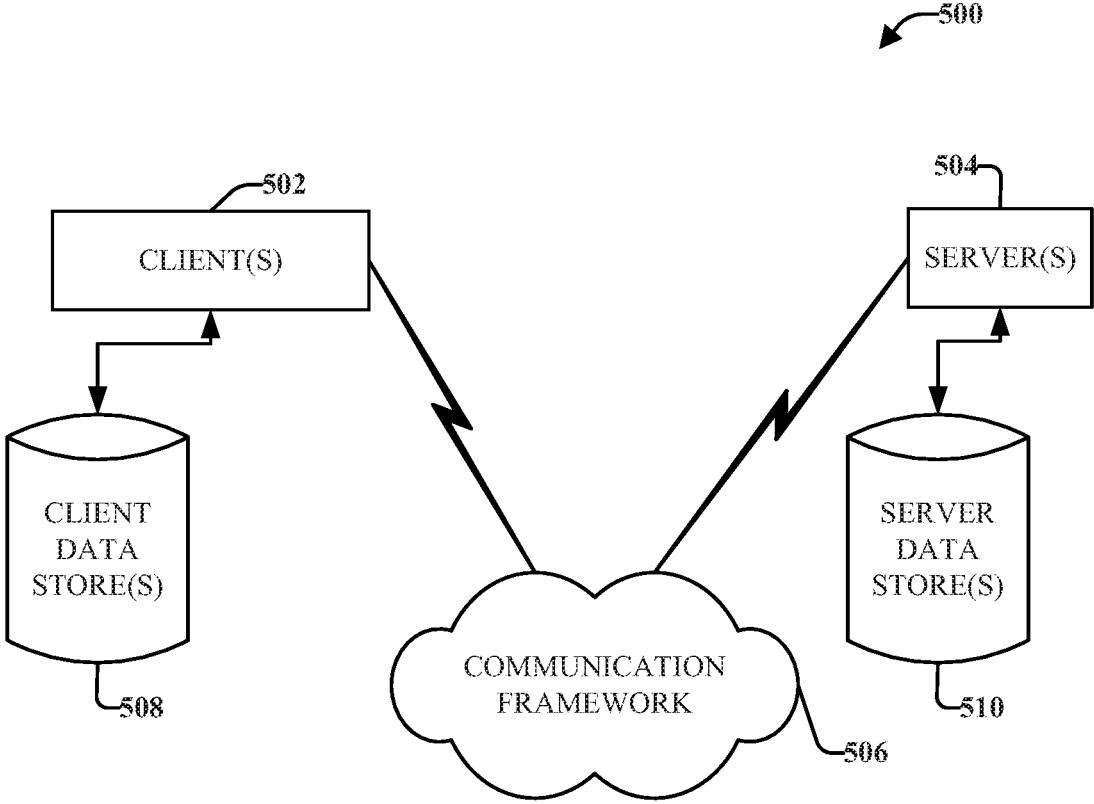 500
502
504
CLIENT(S)
SERVER(S)
CLIENT
DATA
STORE(S)
SERVER
DATA
STORE(S)
COMMUNICATION
FRAMEWORK
508
510
506